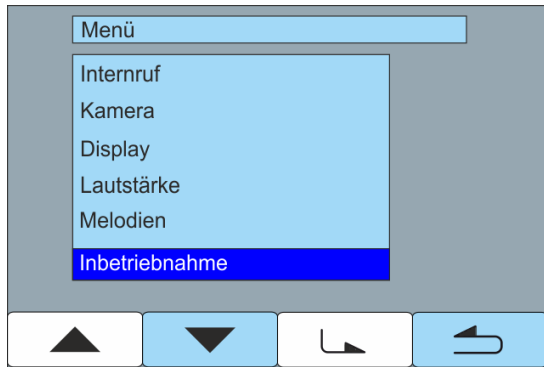 Menü
Internruf
Kamera
Display
Lautstärke
Melodien
Inbetriebnahme